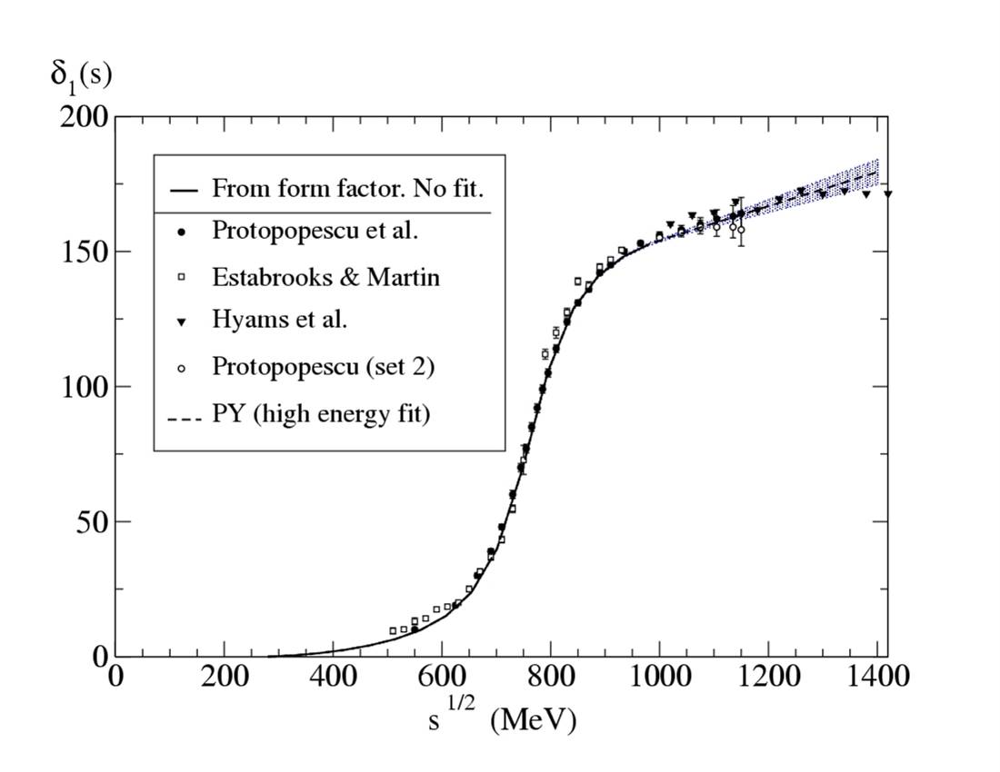 δ1(s)
200
150
100
50
0
From form factor. No fit.
Protopopescu et al.
Estabrooks & Martin
Hyams et al.
Protopopescu (set 2)
PY (high energy fit)
0 200 400 600 800 1000 1200 1400
s 1/2 (MeV)